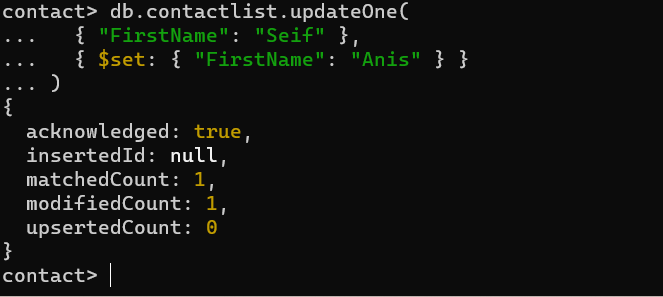 contact> db.contactlist.updateOne(
...   { "FirstName": "Seif" },
...   { $set: { "FirstName": "Anis" } }
... )
{
  acknowledged: true,
  insertedId: null,
  matchedCount: 1,
  modifiedCount: 1,
  upsertedCount: 0
}
contact>